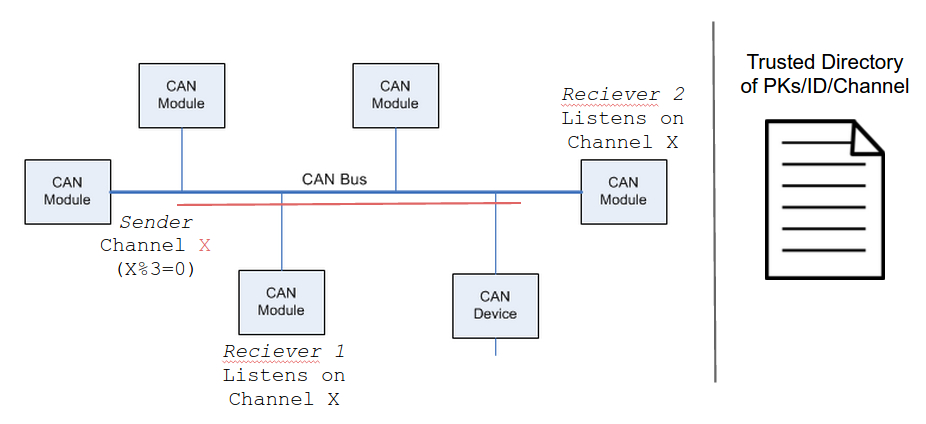 Trusted Directory
of PKs/ID/Channel
CAN
Module
CAN
Module
Reciever 2
Listens on
Channel X
CAN
Module
CAN Bus
CAN
Module
Sender
Channel X
(X%3=0)
CAN
Module
CAN
Device
Reciever 1
Listens on
Channel X